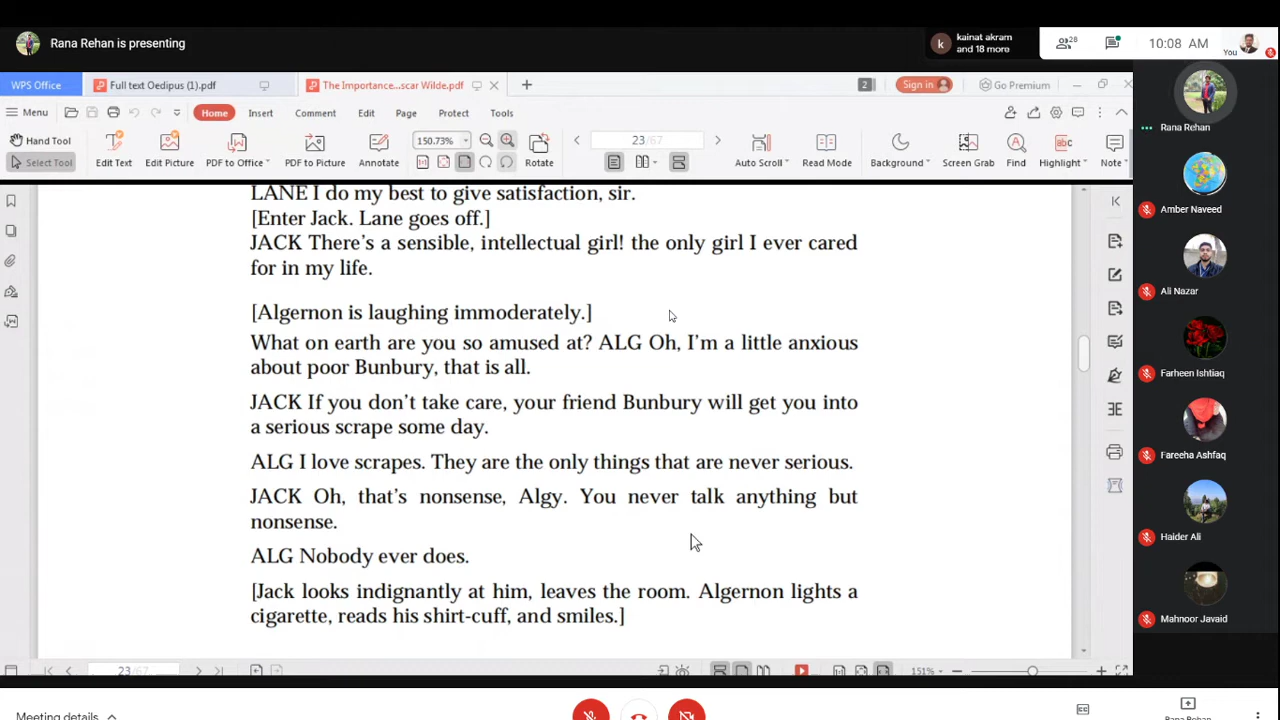 Rana Rehan is presenting
kainat akram
and 18 more
28
10:08 AM
You
WPS Office
Full text Oedipus (1).pdf
The Importance...scar Wilde.pdf
2
Sign in
Go Premium
Menu
Home
Insert
Comment
Edit
Page
Protect
Tools
Hand Tool
Select Tool
Edit Text
Edit Picture
PDF to Office
PDF to Picture
Annotate
150.73%
Rotate
23/67
Auto Scroll
Read Mode
Background
Screen Grab
Find
Highlight
Note
LANE I do my best to give satisfaction, sir.
[Enter Jack. Lane goes off.]
JACK There's a sensible, intellectual girl! the only girl I ever cared
for in my life.
[Algernon is laughing immoderately.]
What on earth are you so amused at? ALG Oh, I'm a little anxious
about poor Bunbury, that is all.
JACK If you don't take care, your friend Bunbury will get you into
a serious scrape some day.
ALG I love scrapes. They are the only things that are never serious.
JACK Oh, that's nonsense, Algy. You never talk anything but
nonsense.
ALG Nobody ever does.
[Jack looks indignantly at him, leaves the room. Algernon lights a
cigarette, reads his shirt-cuff, and smiles.]
23/67
151%
Rana Rehan
Amber Naveed
Ali Nazar
Farheen Ishtiaq
Fareeha Ashfaq
Haider Ali
Mahnoor Javaid
Meeting details
Rana Rehan